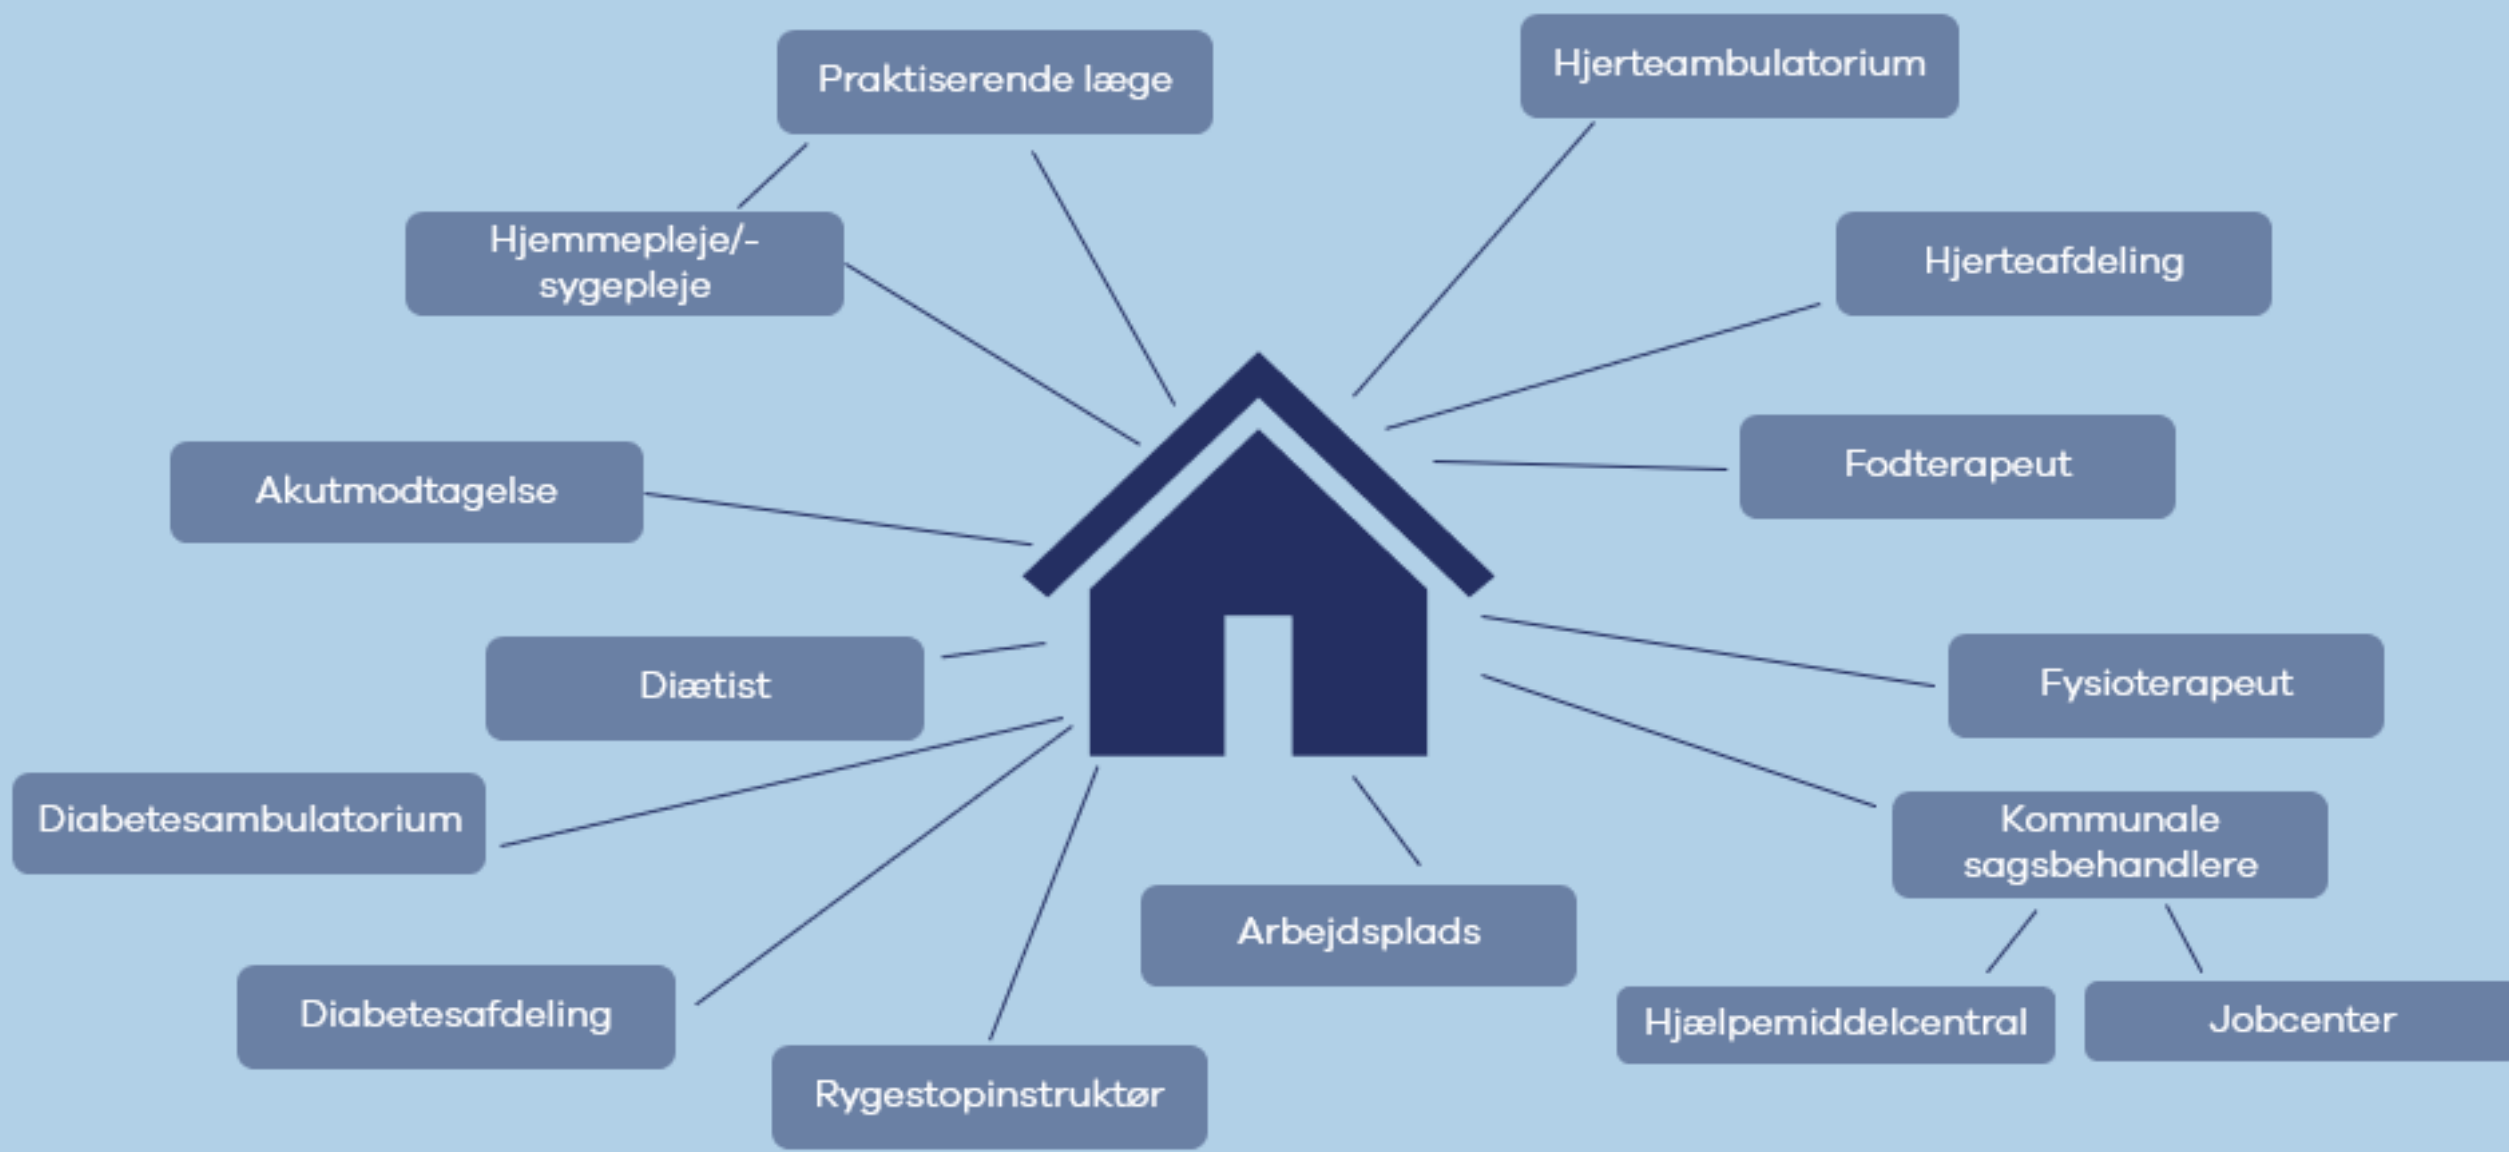 Praktiserende læge
Hjerteambulatorium
Hjemmepleje/-
sygepleje
Hjerteafdeling
Akutmodtagelse
Fodterapeut
Diætist
Fysioterapeut
Diabetesambulatorium
Kommunale
sagsbehandlere
Arbejdsplads
Diabetesafdeling
Hjælpemiddelcentral
Jobcenter
Rygestopinstruktør